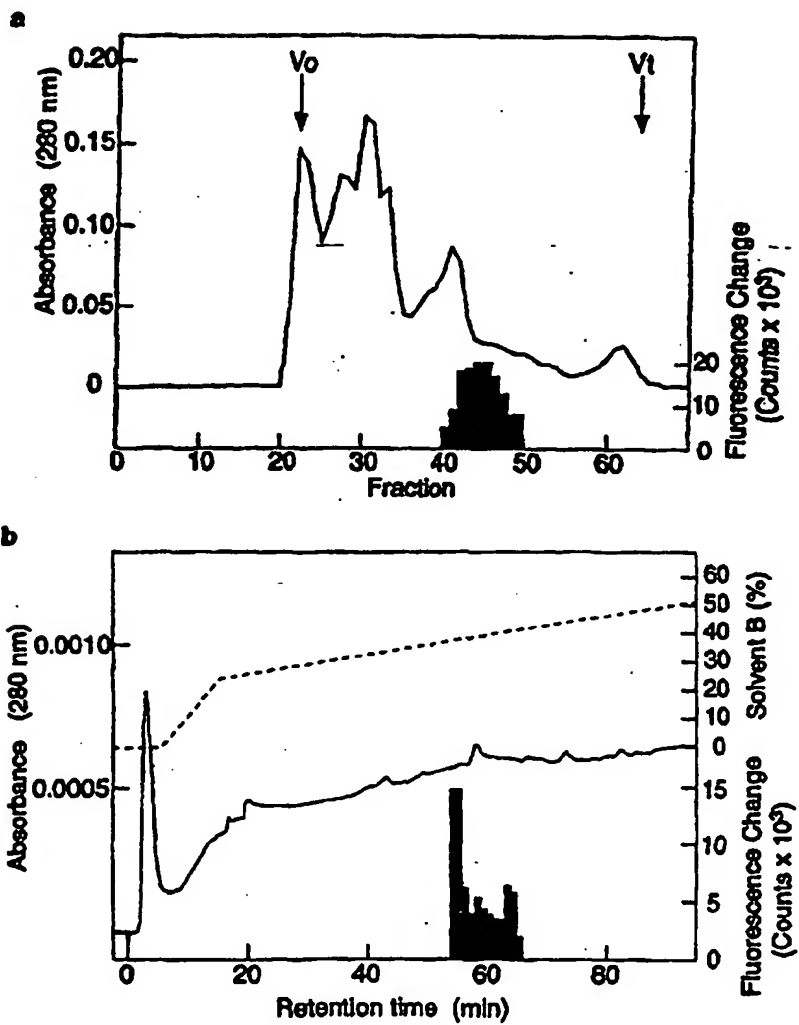 a
Vo
Vt
0.20
0.15
0.10
0.05
0
Absorbance (280 nm)
20
10
0
Fluorescence Change
(Counts x 10³)
0 10 20 30 40 50 60
Fraction
b
0.0010
0.0005
Absorbance (280 nm)
60
50
40
30
20
10
0
Solvent B (%)
15
10
5
0
Fluorescence Change
(Counts x 10³)
0 20 40 60 80
Retention time (min)